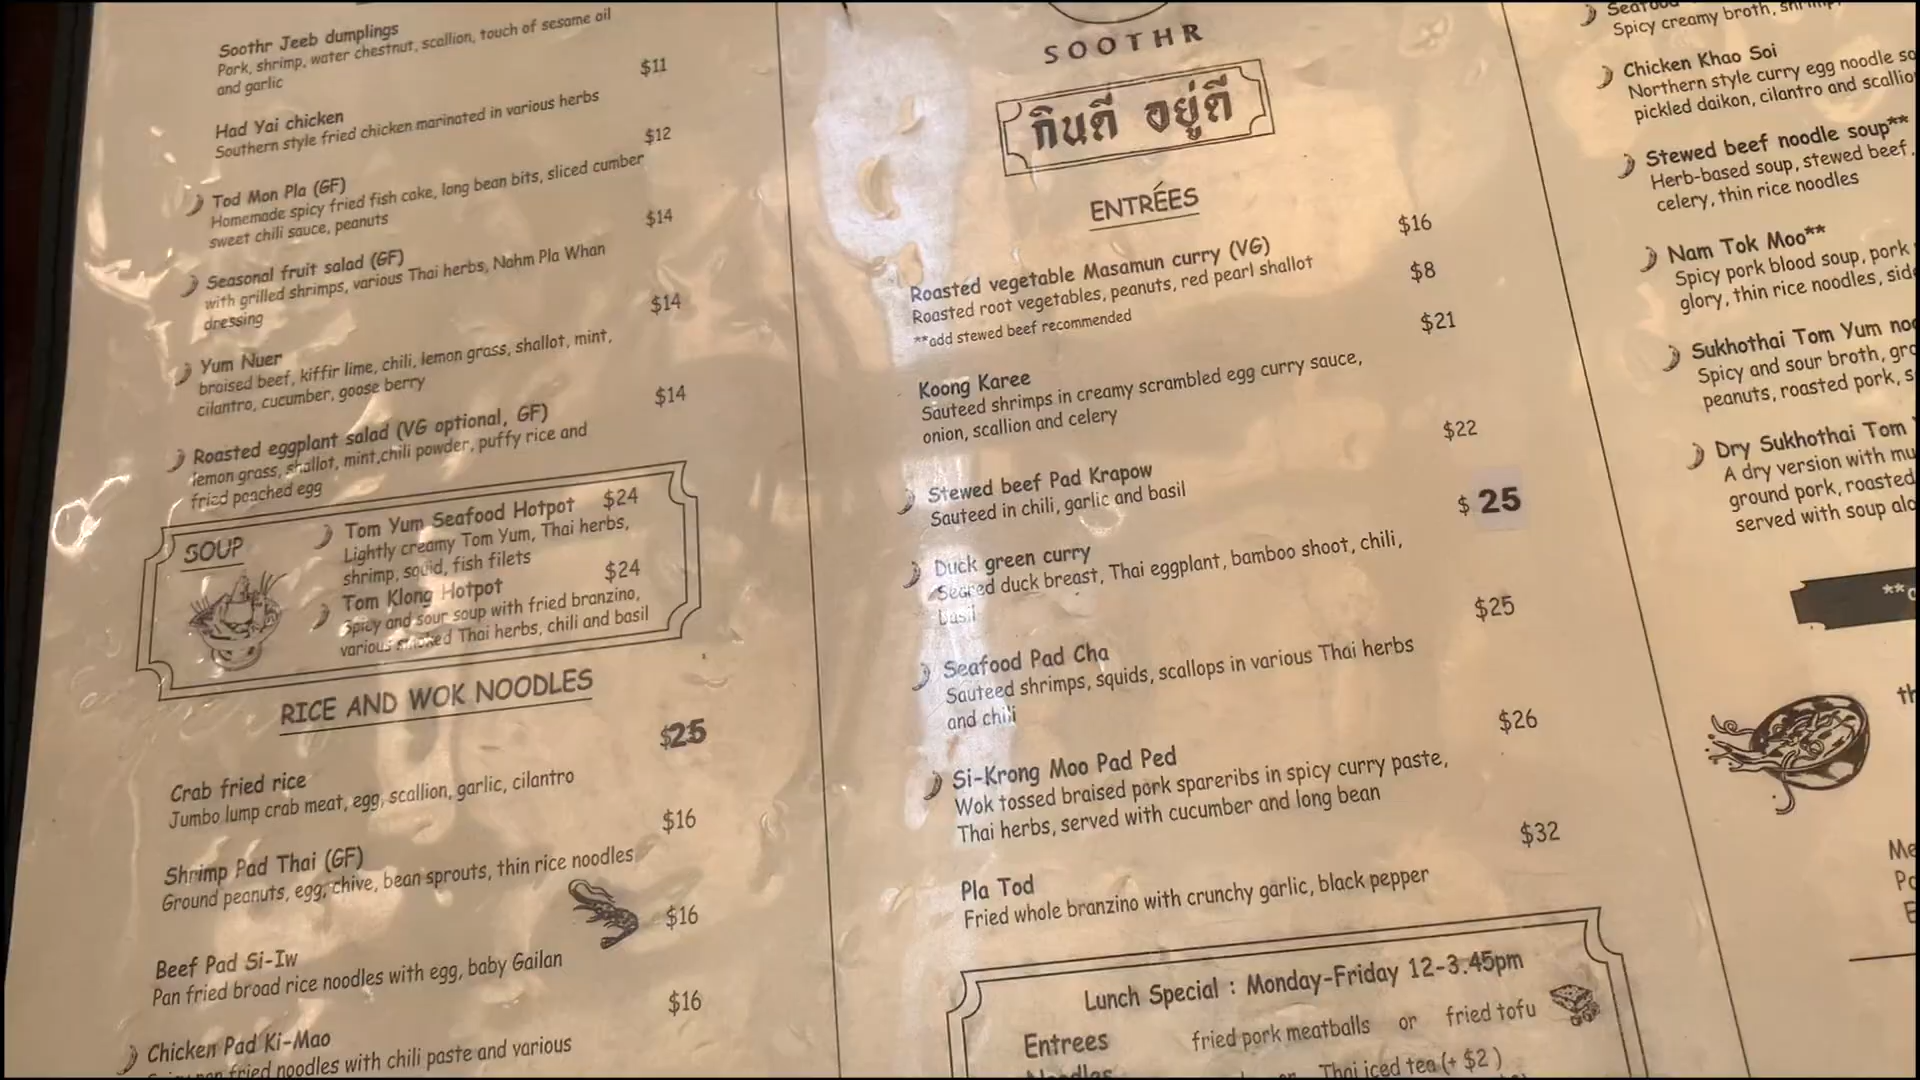 Soothr Jeeb dumplings
Pork, shrimp, water chestnut, scallion, touch of sesame oil
and garlic
$11
Had Yai chicken
Southern style fried chicken marinated in various herbs
$12
Tod Mon Pla (GF)
Homemade spicy fried fish cake, long bean bits, sliced cumber
sweet chili sauce, peanuts
$14
Seasonal fruit salad (GF)
with grilled shrimps, various Thai herbs, Nahm Pla Whan
dressing
$14
Yum Nuer
braised beef, kiffir lime, chili, lemon grass, shallot, mint,
cilantro, cucumber, goose berry
$14
Roasted eggplant salad (VG optional, GF)
lemon grass, shallot, mint,chili powder, puffy rice and
fried poached egg
SOUP
Tom Yum Seafood Hotpot $24
Lightly creamy Tom Yum, Thai herbs,
shrimp, squid, fish filets
Tom Klong Hotpot $24
Spicy and sour soup with fried branzino,
various smoked Thai herbs, chili and basil
RICE AND WOK NOODLES
$25
Crab fried rice
Jumbo lump crab meat, egg, scallion, garlic, cilantro
$16
Shrimp Pad Thai (GF)
Ground peanuts, egg, chive, bean sprouts, thin rice noodles
$16
Beef Pad Si-Iw
Pan fried broad rice noodles with egg, baby Gailan
$16
Chicken Pad Ki-Mao
fried noodles with chili paste and various
SOOTHR
กินดี อยู่ดี
ENTRÉES
$16
Roasted vegetable Masamun curry (VG)
Roasted root vegetables, peanuts, red pearl shallot
$8
**add stewed beef recommended
$21
Koong Karee
Sauteed shrimps in creamy scrambled egg curry sauce,
onion, scallion and celery
$22
Stewed beef Pad Krapow
Sauteed in chili, garlic and basil
$ 25
Duck green curry
Seared duck breast, Thai eggplant, bamboo shoot, chili,
basil
$25
Seafood Pad Cha
Sauteed shrimps, squids, scallops in various Thai herbs
and chili
$26
Si-Krong Moo Pad Ped
Wok tossed braised pork spareribs in spicy curry paste,
Thai herbs, served with cucumber and long bean
$32
Pla Tod
Fried whole branzino with crunchy garlic, black pepper
Lunch Special : Monday-Friday 12-3.45pm
Entrees fried pork meatballs or fried tofu
Noodles Thai iced tea (+ $2 )
Spicy creamy broth,
Chicken Khao Soi
Northern style curry egg noodle
pickled daikon, cilantro and
Stewed beef noodle soup**
Herb-based soup, stewed beef,
celery, thin rice noodles
Nam Tok Moo**
Spicy pork blood soup, pork
glory, thin rice noodles,
Sukhothai Tom Yum
Spicy and sour broth,
peanuts, roasted pork,
Dry Sukhothai Tom
A dry version with
ground pork, roasted
served with soup